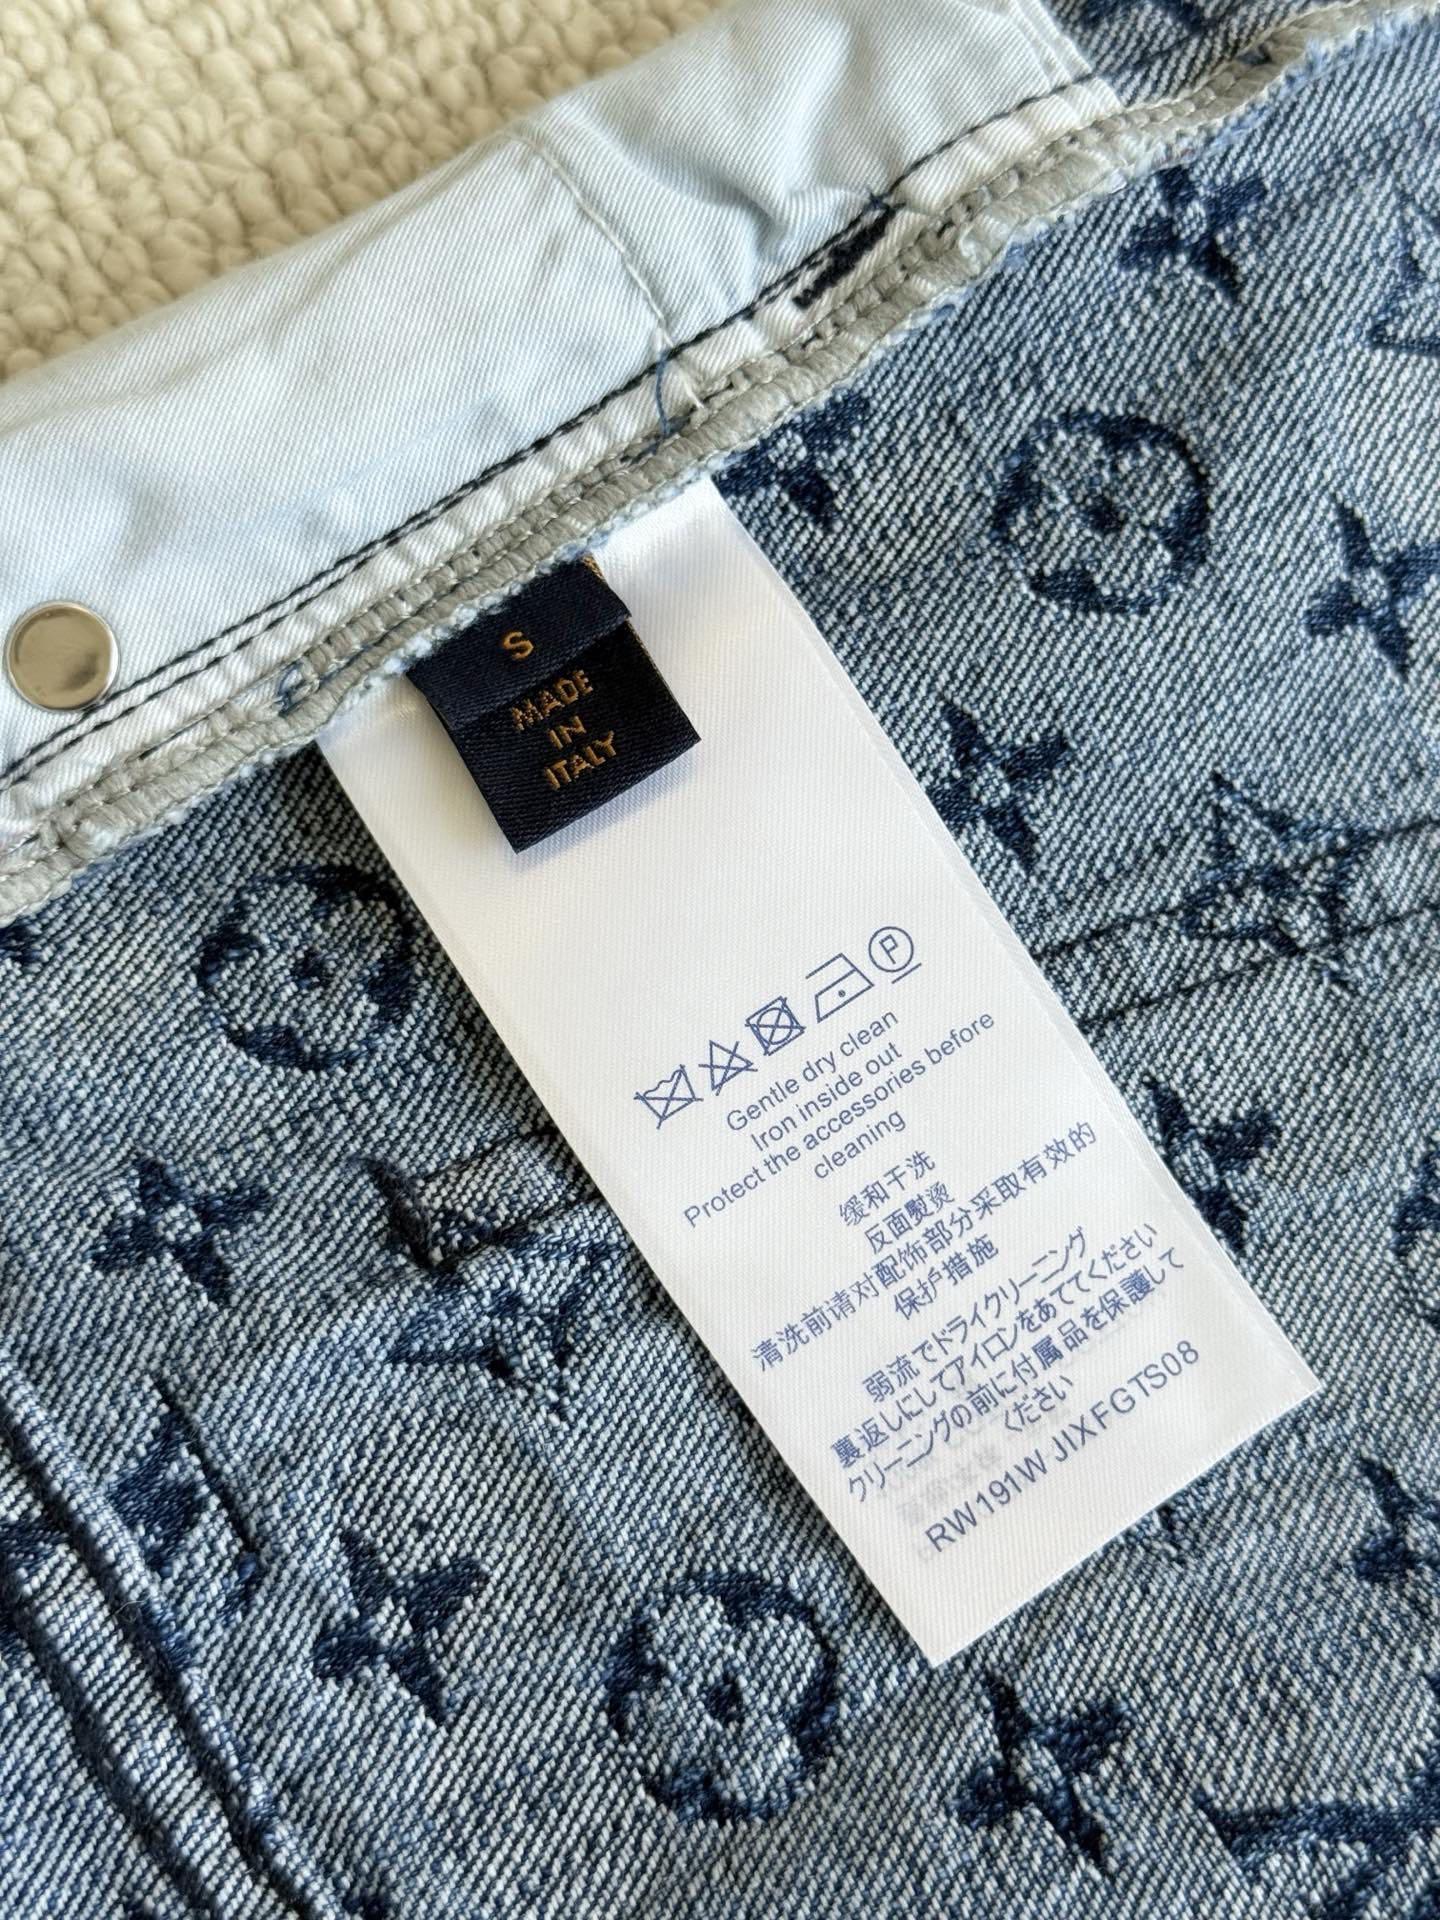 S
MADE
IN
ITALY
P
Gentle dry clean
Iron inside out
Protect the accessories before
cleaning
缓和干洗
反面熨烫
清洗前请对配饰部分采取有效的
保护措施
弱流でドライクリーニング
裏返しにしてアイロンをあててください
クリーニングの前に付属品を保護して
ください
RW191W JIXFGTS08